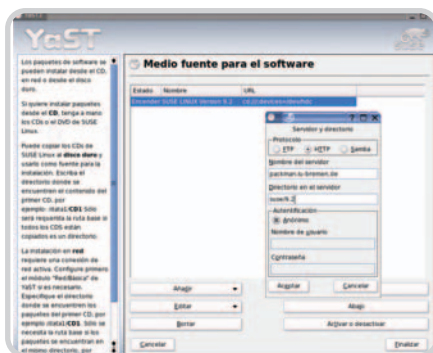 YaST
Los paquetes de software se
pueden instalar desde el CD,
en red o desde el disco
duro.
Si quiere instalar paquetes
desde el CD, tenga a mano
los CDs o el DVD de SUSE
Linux.
Puede copiar los CDs de
SUSE Linux al disco duro y
usarlo como fuente para la
instalación. Escriba el
directorio donde se
encuentren el contenido del
primer CD, por
ejemplo /data1/CD1 Sólo
será requerida la ruta base si
todos los CDS están
copiados es un directorio.
La instalación en red
requiere una conexión de
red activa. Configure primero
el módulo "Red/Básica" de
YaST si es necesario.
Especifique el directorio
donde se encuentren los
paquetes del primer CD, por
ejemplo /data1/CD1. Sólo se
necesita la ruta base si los
paquetes se encuentran en
el mismo directorio, por
Medio fuente para el software
Estado Nombre URL
Encender SUSE LINUX Version 9.2
Servidor y directorio
Protocolo
FTP HTTP Samba
Nombre del servidor
packman.iu-bremen.de
Directorio en el servidor
suse/9.2
Autentificación
Anónimo
Nombre de usuario
Contraseña
Aceptar Cancelar
Añadir
Editar Abajo
Borrar Activar o desactivar
Cancelar Finalizar